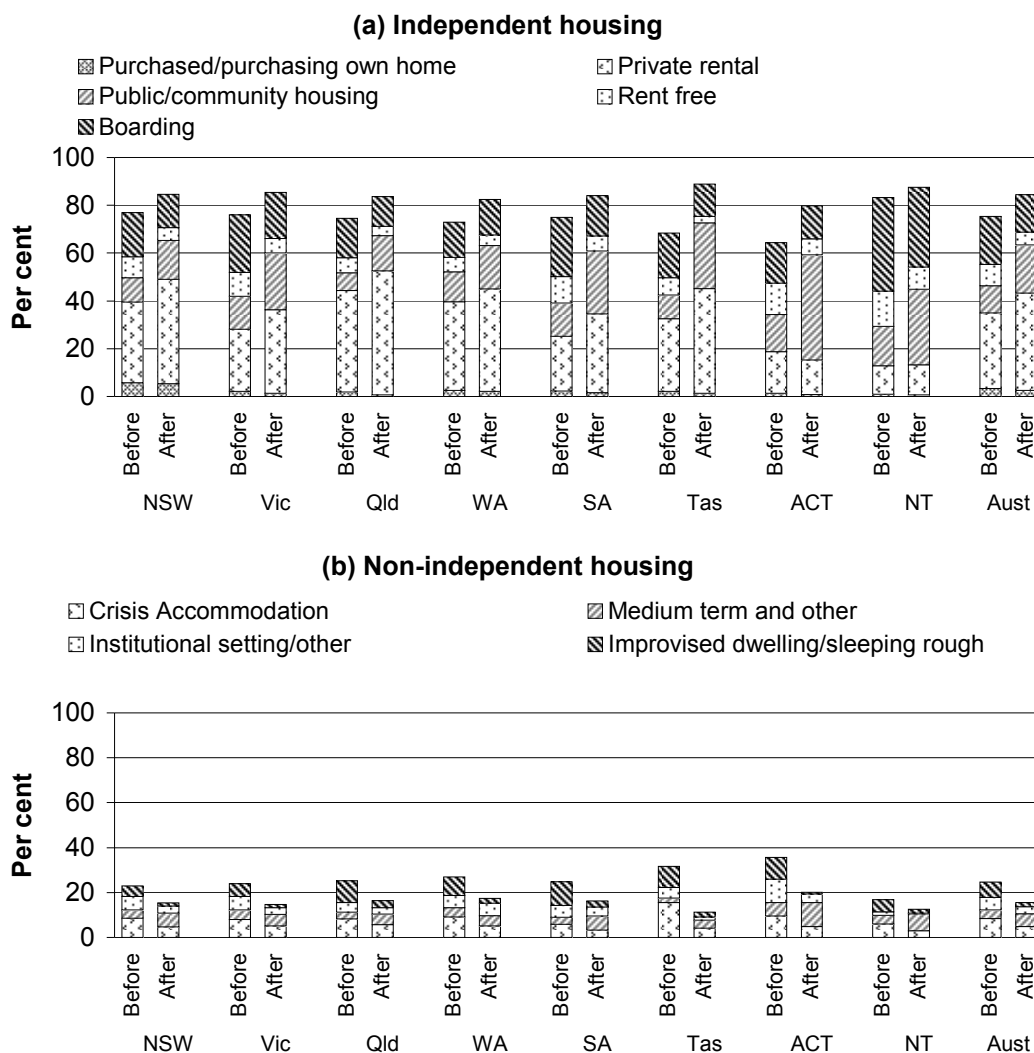 (a) Independent housing
Purchased/purchasing own home Private rental
Public/community housing Rent free
Boarding
100
80
60
40
20
0
Per cent
Before After Before After Before After Before After Before After Before After Before After Before After Before After
NSW Vic Qld WA SA Tas ACT NT Aust
(b) Non-independent housing
Crisis Accommodation Medium term and other
Institutional setting/other Improvised dwelling/sleeping rough
100
80
60
40
20
0
Per cent
Before After Before After Before After Before After Before After Before After Before After Before After Before After
NSW Vic Qld WA SA Tas ACT NT Aust